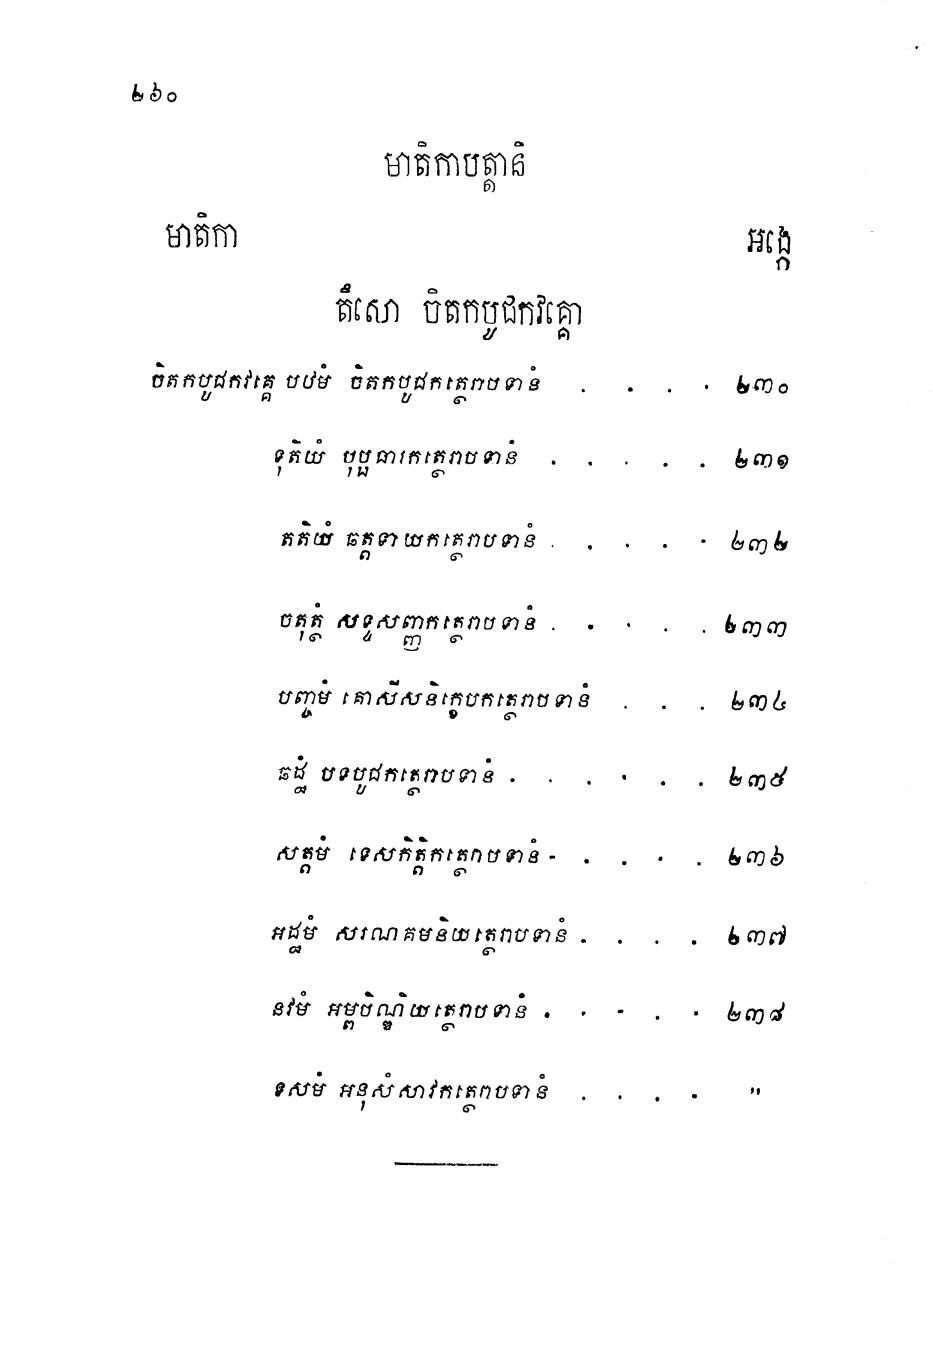 ២៦០
មាតិកាបត្តានិ
មាតិកា អង្កេ
តឹសោ ចិតកបូជកវគ្គោ
ចិតកបូជកវគ្គេ បឋមំ ចិតកបូជកត្ថេរាបទានំ . . . . ២៣០
ទុតិយំ បុប្ផធារកត្ថេរាបទានំ . . . . . ២៣១
តតិយំ ឆត្តទាយកត្ថេរាបទានំ . . . . . ២៣២
ចតុត្ថំ សទ្ទសញ្ញកត្ថេរាបទានំ . . . . . ២៣៣
បញ្ចមំ គោសីសនិក្ខេបកត្ថេរាបទានំ . . . ២៣៤
ឆដ្ឋំ បទបូជកត្ថេរាបទានំ . . . . . . ២៣៥
សត្តមំ ទេសកិត្តិកត្ថេរាបទានំ . . . . . ២៣៦
អដ្ឋមំ សរណគមនិយត្ថេរាបទានំ . . . . ២៣៧
នវមំ អម្ពបិណ្ឌិយត្ថេរាបទានំ . . . . . ២៣៨
ទសមំ អនុសំសាវកត្ថេរាបទានំ . . . . "